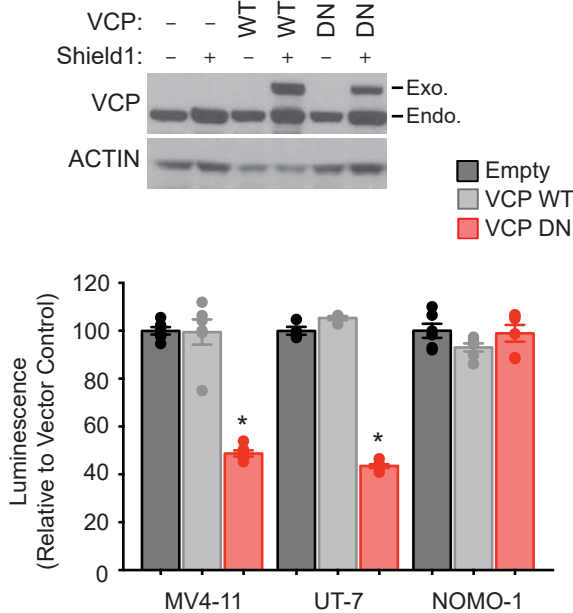 VCP: – – WT WT DN DN
Shield1: – + – + – +
VCP
Exo.
Endo.
ACTIN
Empty
VCP WT
VCP DN
Luminescence
(Relative to Vector Control)
120
100
80
60
40
20
0
* *
MV4-11 UT-7 NOMO-1